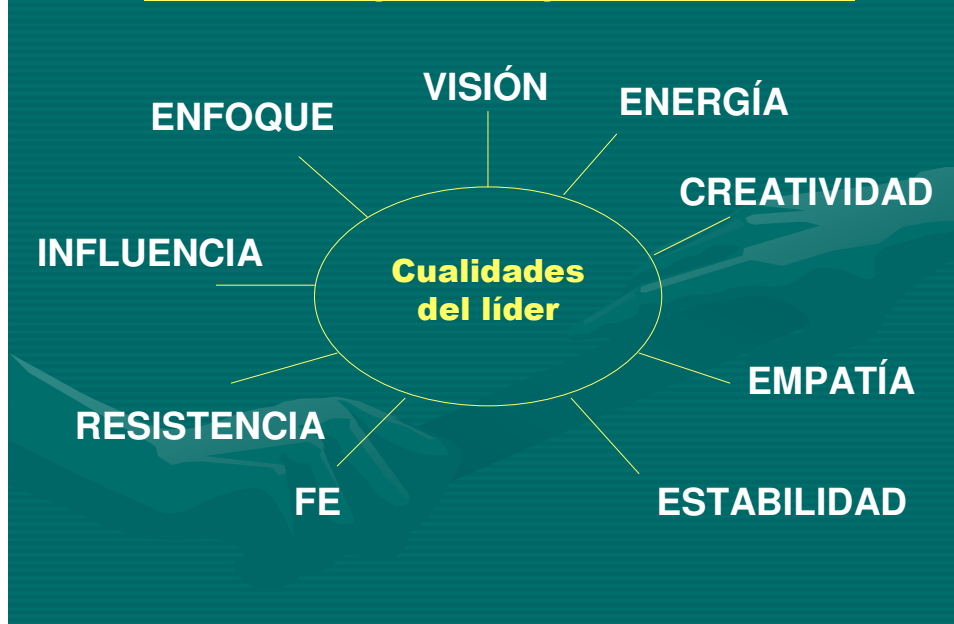 VISIÓN
ENFOQUE
ENERGÍA
CREATIVIDAD
INFLUENCIA
Cualidades
del líder
EMPATÍA
RESISTENCIA
FE
ESTABILIDAD